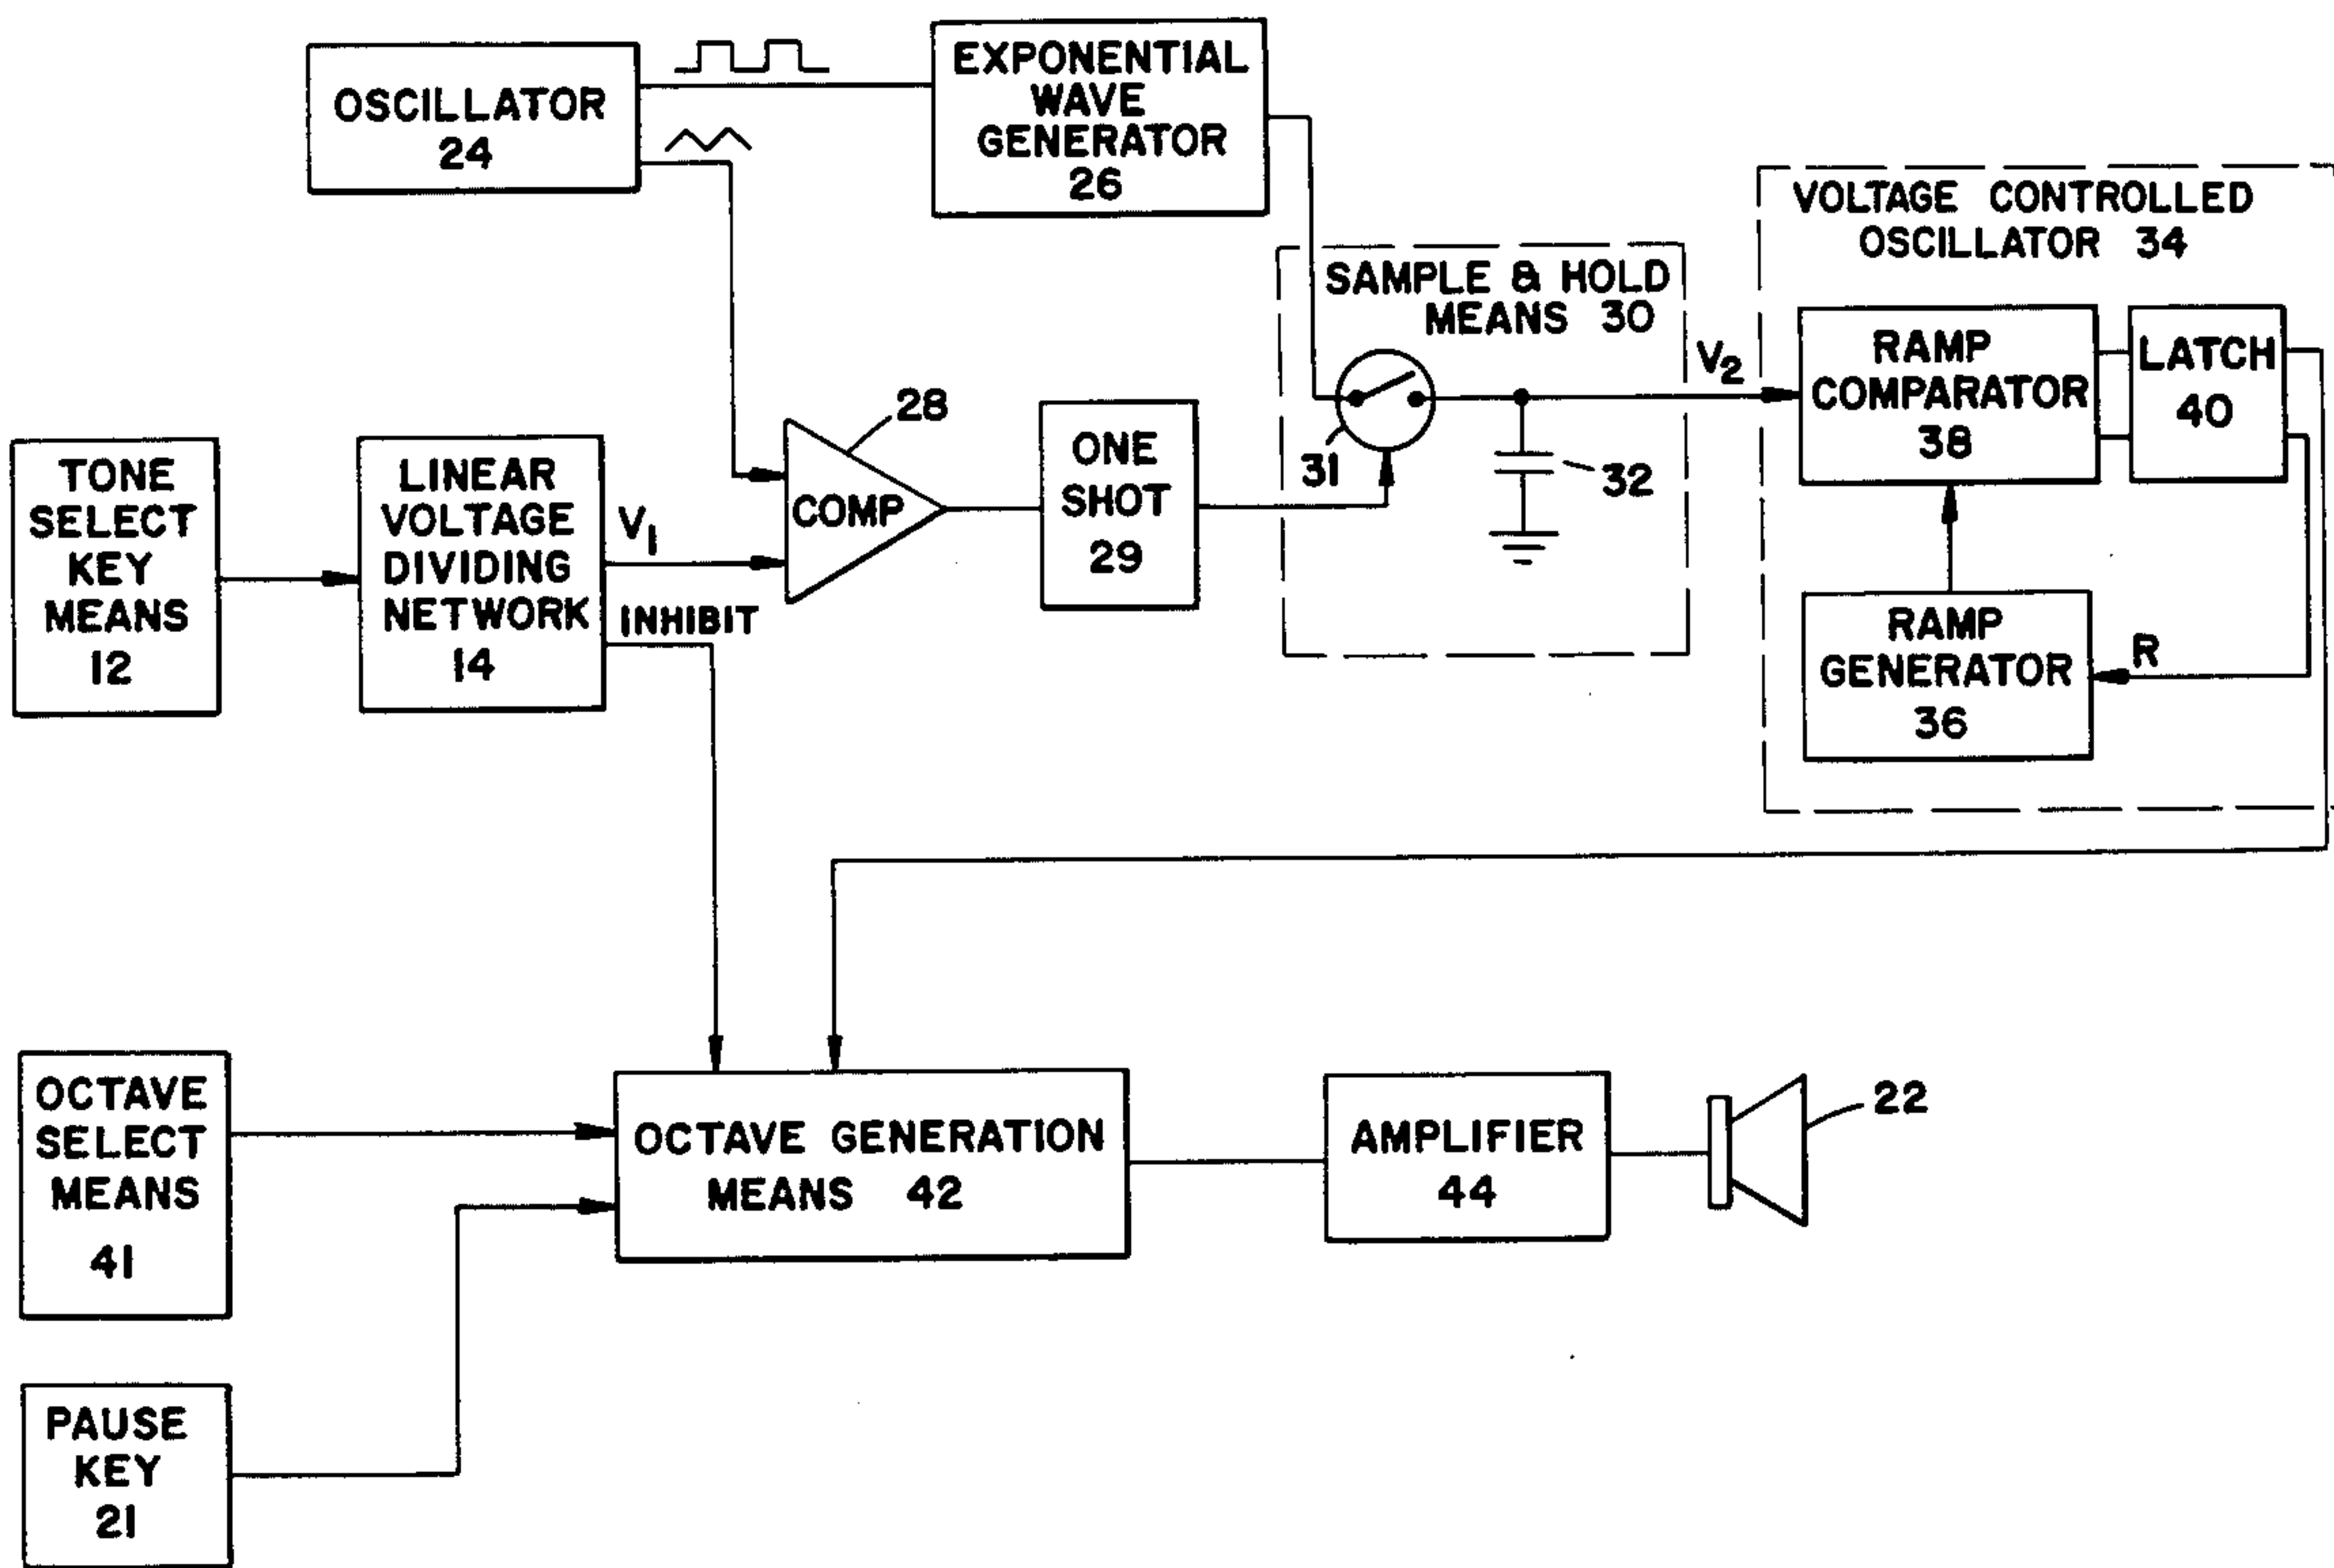 OSCILLATOR
24
EXPONENTIAL
WAVE
GENERATOR
26
VOLTAGE CONTROLLED
OSCILLATOR 34
SAMPLE & HOLD
MEANS 30
31
32
V2
RAMP
COMPARATOR
38
LATCH
40
RAMP
GENERATOR
36
R
TONE
SELECT
KEY
MEANS
12
LINEAR
VOLTAGE
DIVIDING
NETWORK
14
V1
INHIBIT
28
COMP
ONE
SHOT
29
OCTAVE
SELECT
MEANS
41
OCTAVE GENERATION
MEANS 42
AMPLIFIER
44
22
PAUSE
KEY
21